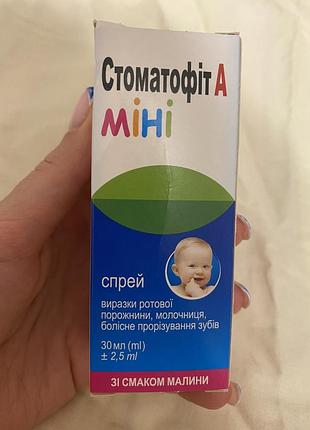 Стоматофіт А
міні
спрей
виразки ротової
порожнини, молочниця,
болісне прорізування зубів
30 мл (ml)
± 2,5 ml
ЗІ СМАКОМ МАЛИНИ